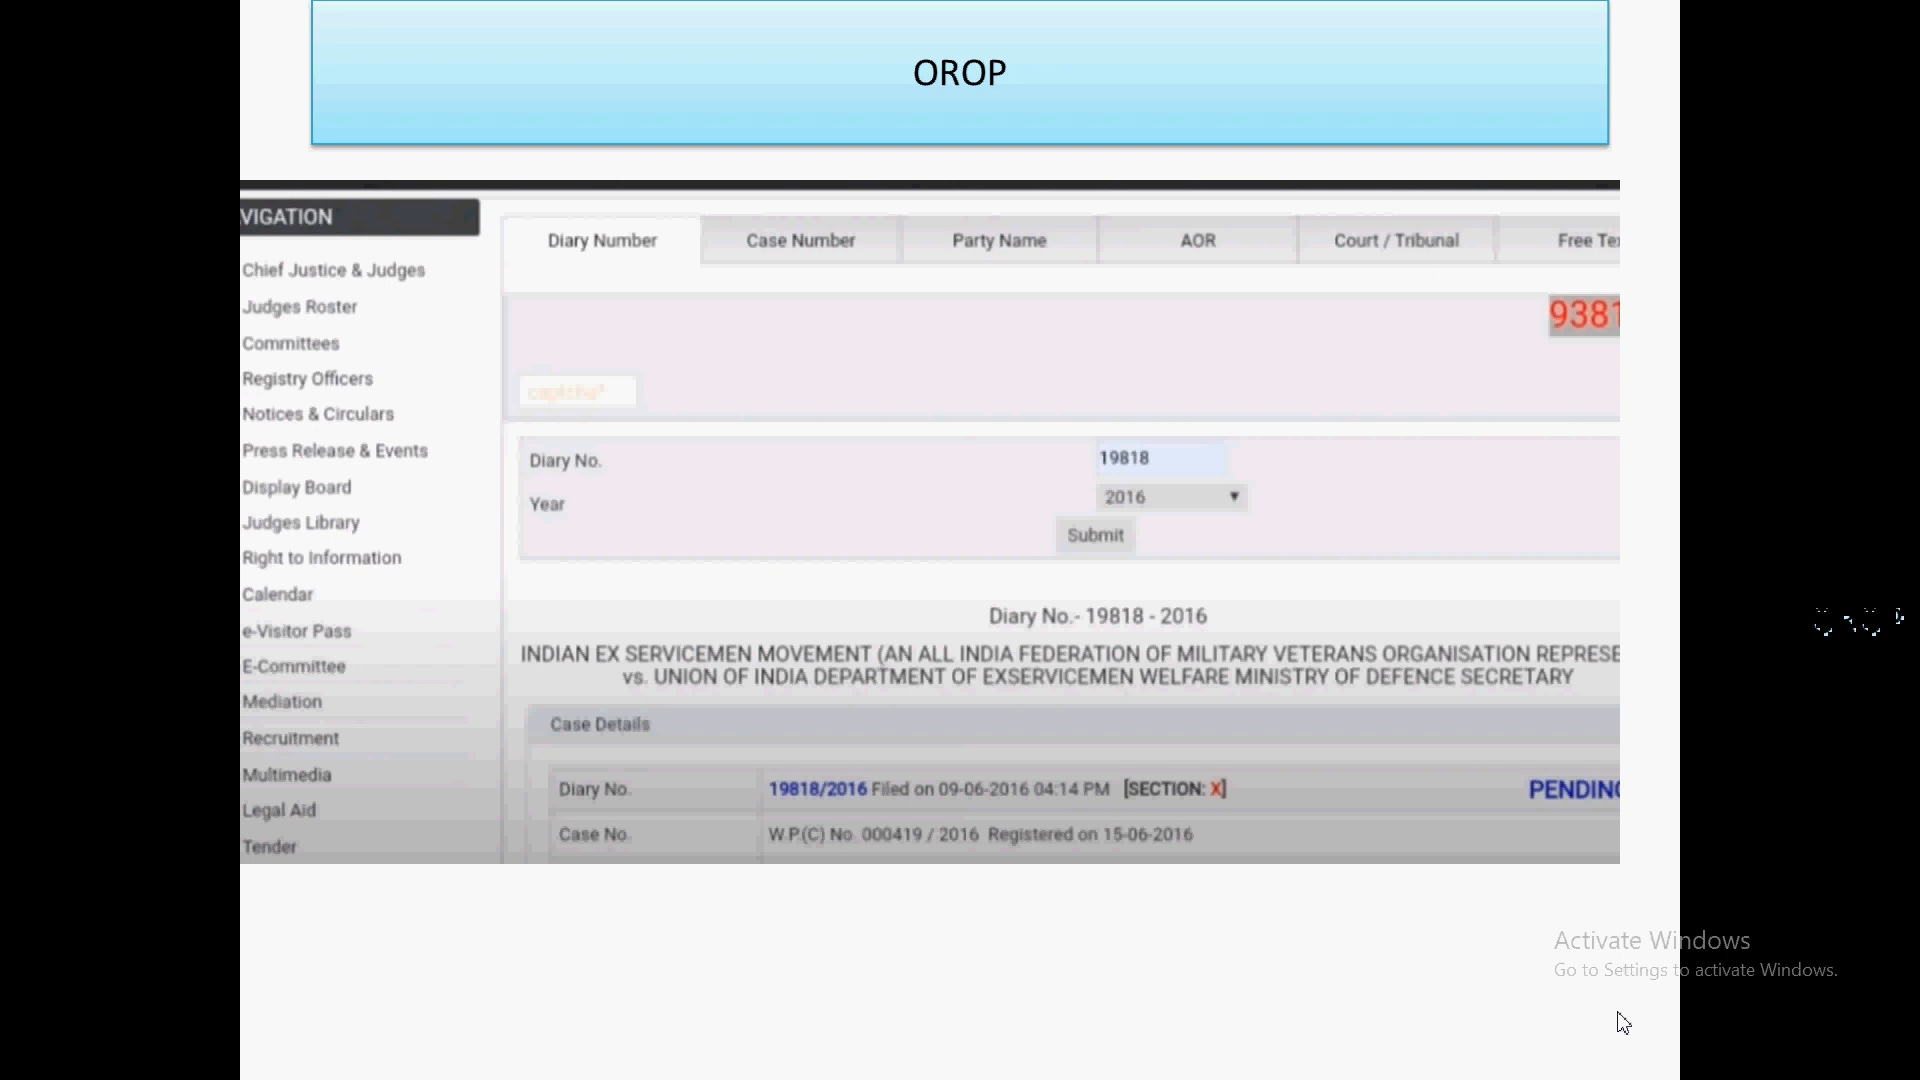 OROP
VIGATION
Chief Justice & Judges
Judges Roster
Committees
Registry Officers
Notices & Circulars
Press Release & Events
Display Board
Judges Library
Right to Information
Calendar
e-Visitor Pass
E-Committee
Mediation
Recruitment
Multimedia
Legal Aid
Tender
Diary Number Case Number Party Name AOR Court / Tribunal Free Tex
9381
captcha*
Diary No. 19818
Year 2016
Submit
Diary No.- 19818 - 2016
INDIAN EX SERVICEMEN MOVEMENT (AN ALL INDIA FEDERATION OF MILITARY VETERANS ORGANISATION REPRESE
vs. UNION OF INDIA DEPARTMENT OF EXSERVICEMEN WELFARE MINISTRY OF DEFENCE SECRETARY
Case Details
Diary No. 19818/2016 Filed on 09-06-2016 04:14 PM [SECTION: X] PENDING
Case No. W.P.(C) No. 000419 / 2016 Registered on 15-06-2016
Activate Windows
Go to Settings to activate Windows.